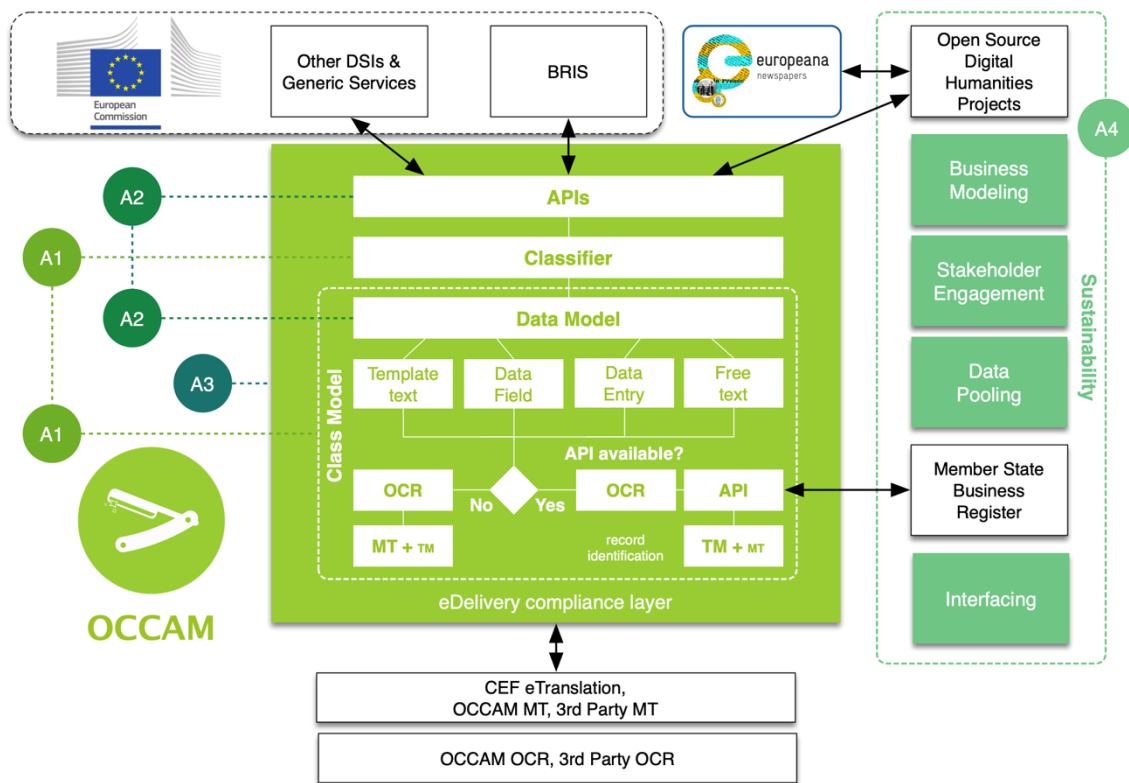 European
Commission
Other DSIs &
Generic Services
BRIS
europeana
newspapers
Open Source
Digital
Humanities
Projects
A4
Business
Modeling
Stakeholder
Engagement
Data
Pooling
Sustainability
Member State
Business
Register
Interfacing
A2
A1
A2
A3
A1
OCCAM
APIs
Classifier
Class Model
Data Model
Template
text
Data
Field
Data
Entry
Free
text
API available?
OCR
No
Yes
OCR
API
MT + TM
record
identification
TM + MT
eDelivery compliance layer
CEF eTranslation,
OCCAM MT, 3rd Party MT
OCCAM OCR, 3rd Party OCR